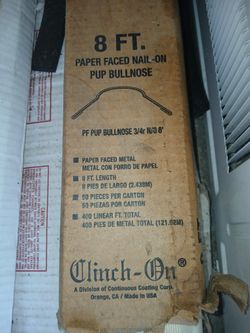 8 FT.
PAPER FACED NAIL-ON
PUP BULLNOSE
PF PUP BULLNOSE 3/4r N/O 8'
PAPER FACED METAL
METAL CON FORRO DE PAPEL
8 FT. LENGTH
8 PIES DE LARGO (2.438M)
50 PIECES PER CARTON
50 PIEZAS POR CARTON
400 LINEAR FT. TOTAL
400 PIES DE METAL TOTAL (121.92M)
Clinch-On®
A Division of Continuous Coating Corp.
Orange, CA / Made in USA